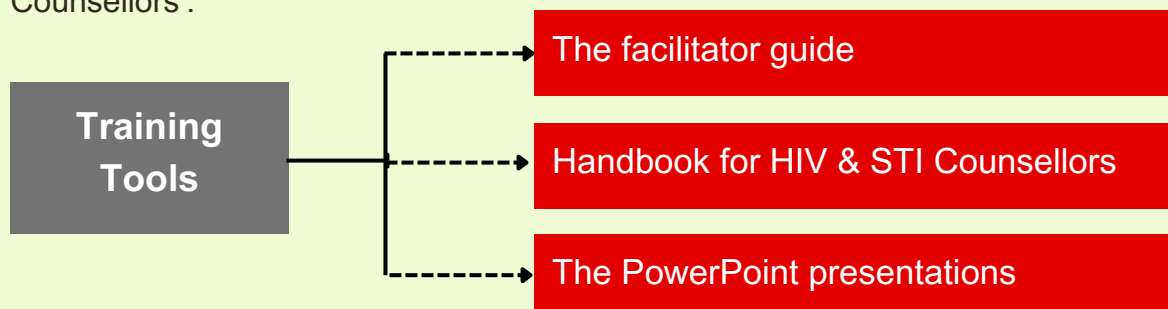 Counsellors .
The facilitator guide
Training
Tools
Handbook for HIV & STI Counsellors
The PowerPoint presentations